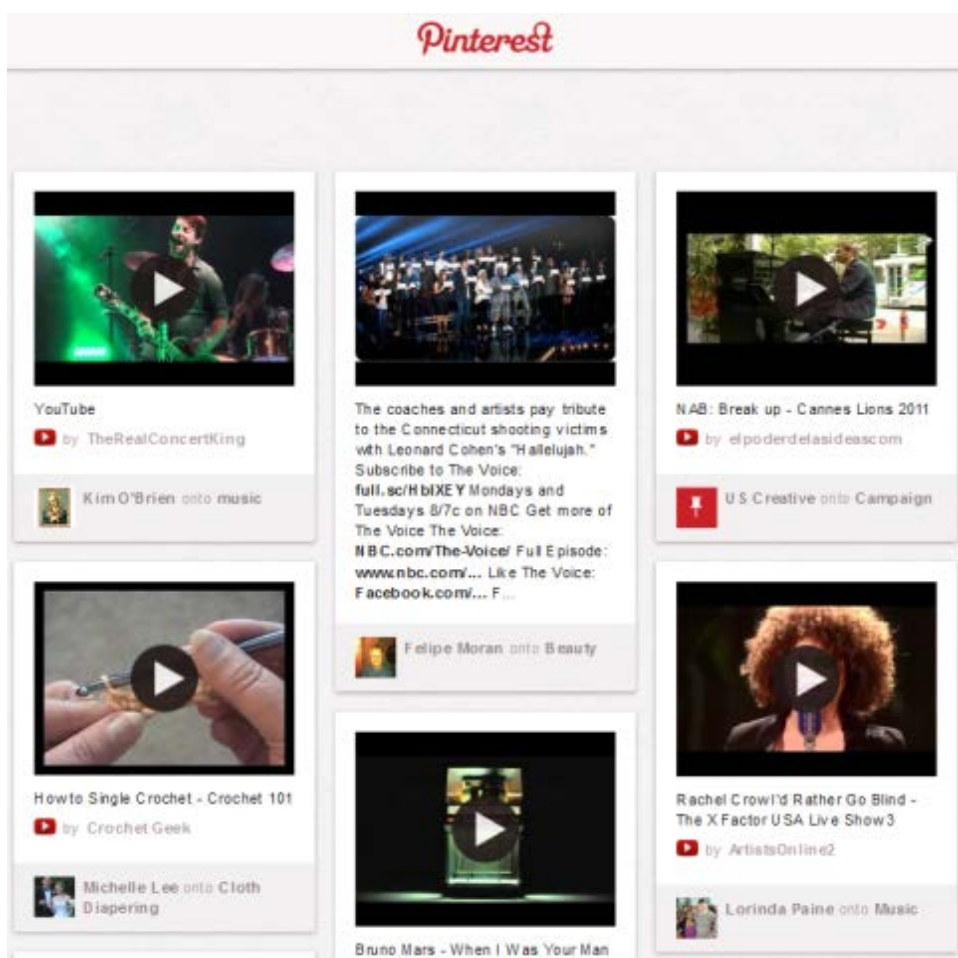 Pinterest
YouTube
by TheRealConcertKing
Kim O'Brien onto music
The coaches and artists pay tribute
to the Connecticut shooting victims
with Leonard Cohen's "Hallelujah."
Subscribe to The Voice:
full.sc/HblXEY Mondays and
Tuesdays 8/7c on NBC Get more of
The Voice The Voice:
NBC.com/The-Voice/ Full Episode:
www.nbc.com/... Like The Voice:
Facebook.com/... F...
Felipe Moran onto Beauty
NAB: Break up - Cannes Lions 2011
by elpoderdelasideascom
US Creative onto Campaign
Howto Single Crochet - Crochet 101
by Crochet Geek
Michelle Lee onto Cloth
Diapering
Bruno Mars - When I Was Your Man
Rachel Crow I'd Rather Go Blind -
The X Factor USA Live Show 3
by ArtistsOnline2
Lorinda Paine onto Music